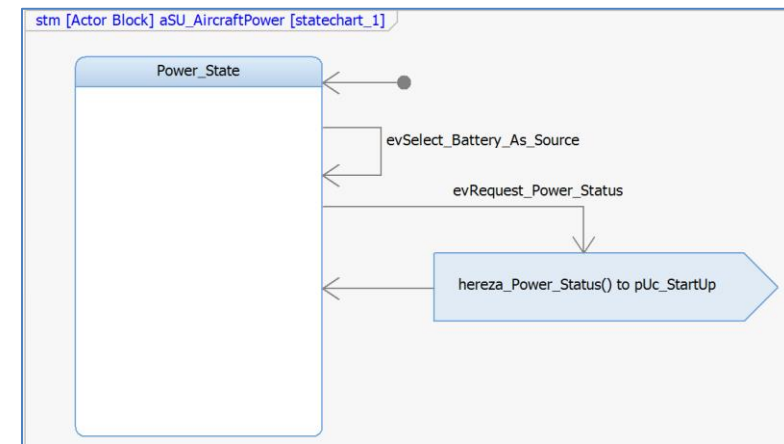 stm [Actor Block] aSU_AircraftPower [statechart_1]
Power_State
evSelect_Battery_As_Source
evRequest_Power_Status
hereza_Power_Status() to pUc_StartUp